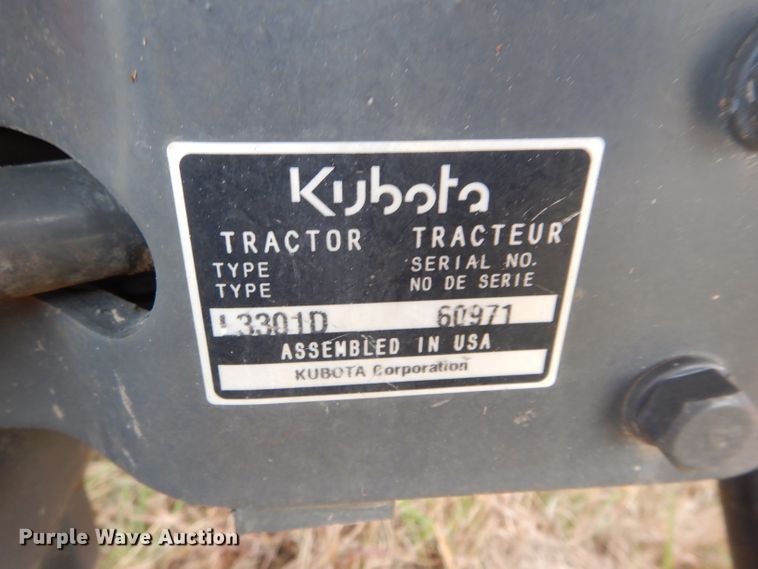 Kubota
TRACTOR TRACTEUR
TYPE SERIAL NO.
TYPE NO DE SERIE
L3301D 60971
ASSEMBLED IN USA
KUBOTA Corporation
Purple Wave Auction